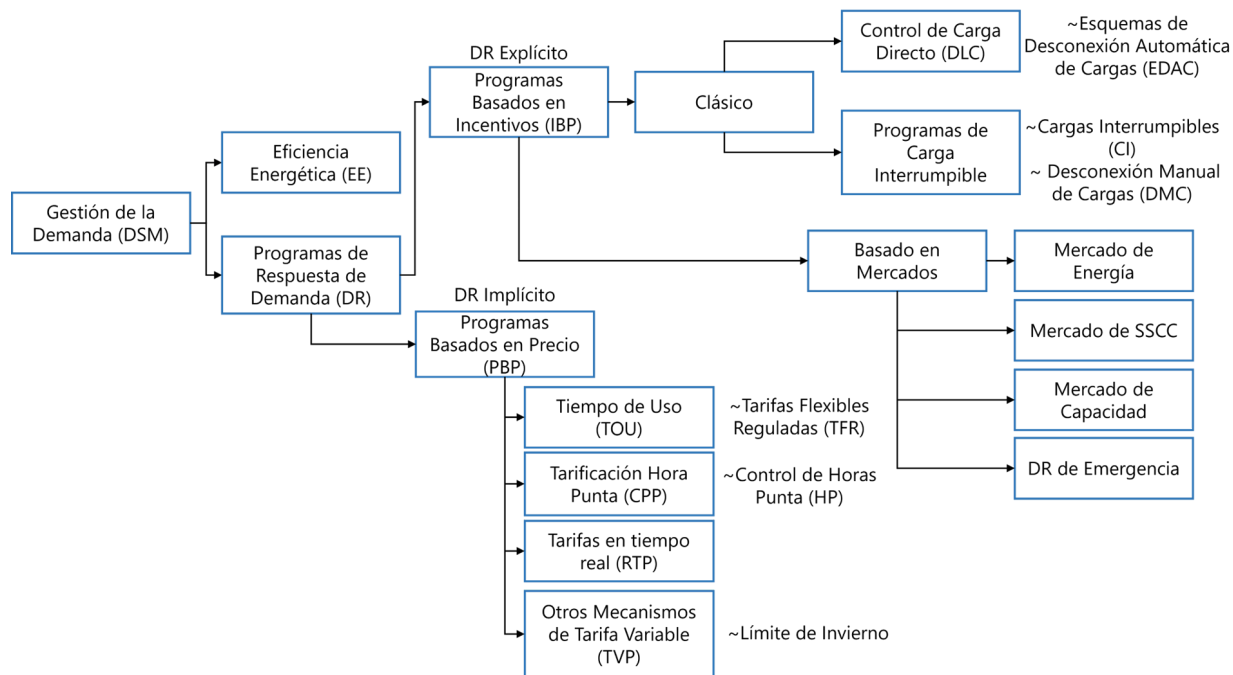 Gestión de la
Demanda (DSM)
Eficiencia
Energética (EE)
Programas de
Respuesta de
Demanda (DR)
DR Explícito
Programas
Basados en
Incentivos (IBP)
Clásico
Control de Carga
Directo (DLC)
~Esquemas de
Desconexión Automática
de Cargas (EDAC)
Programas de
Carga
Interrumpible
~Cargas Interrumpibles
(CI)
~ Desconexión Manual
de Cargas (DMC)
Basado en
Mercados
Mercado de
Energía
Mercado de SSCC
Mercado de
Capacidad
DR de Emergencia
DR Implícito
Programas
Basados en Precio
(PBP)
Tiempo de Uso
(TOU)
~Tarifas Flexibles
Reguladas (TFR)
Tarificación Hora
Punta (CPP)
~Control de Horas
Punta (HP)
Tarifas en tiempo
real (RTP)
Otros Mecanismos
de Tarifa Variable
(TVP)
~Límite de Invierno